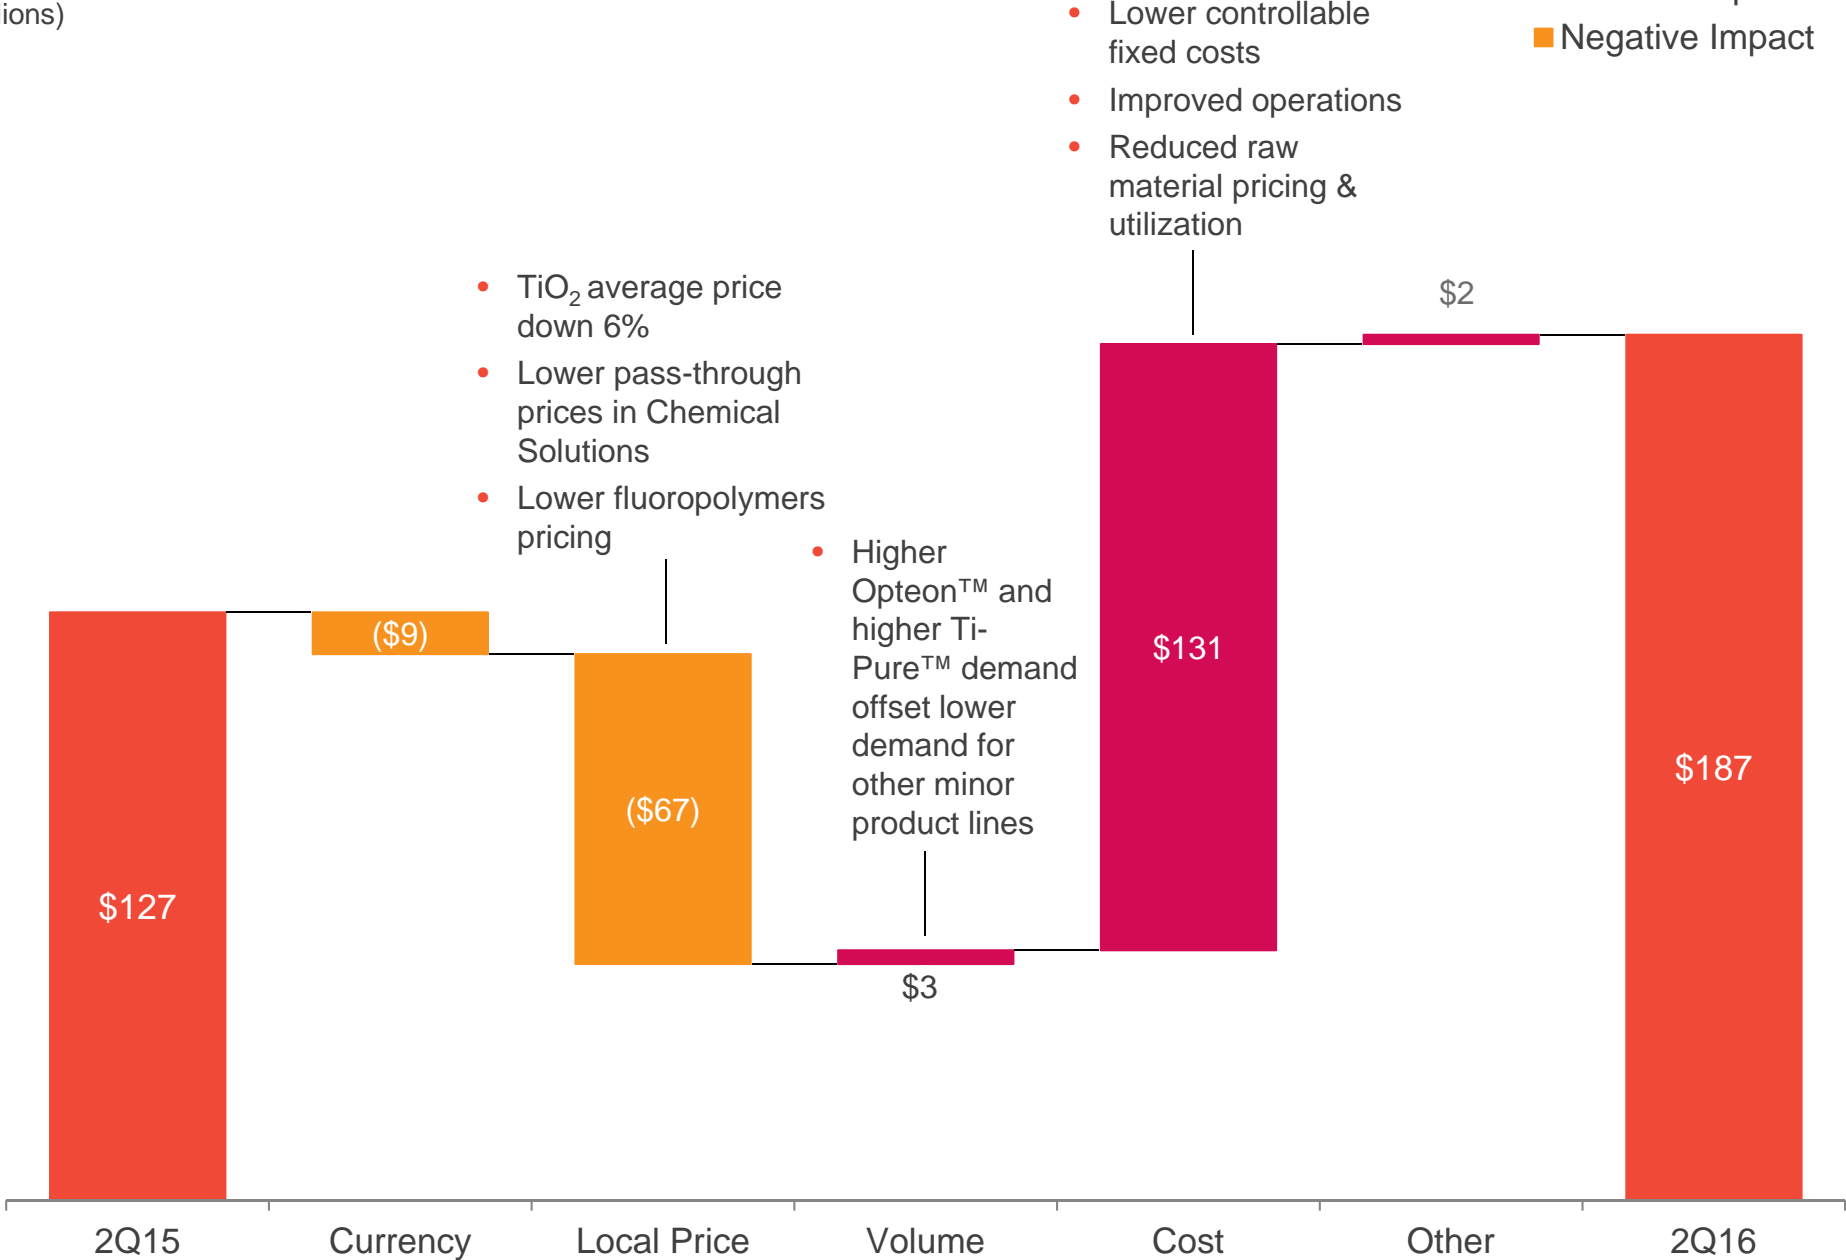 lions)
Negative Impact
• Lower controllable
fixed costs
• Improved operations
• Reduced raw
material pricing &
utilization
• TiO₂ average price
down 6%
• Lower pass-through
prices in Chemical
Solutions
• Lower fluoropolymers
pricing
• Higher
Opteon™ and
higher Ti-
Pure™ demand
offset lower
demand for
other minor
product lines
$127
($9)
($67)
$3
$131
$2
$187
2Q15
Currency
Local Price
Volume
Cost
Other
2Q16